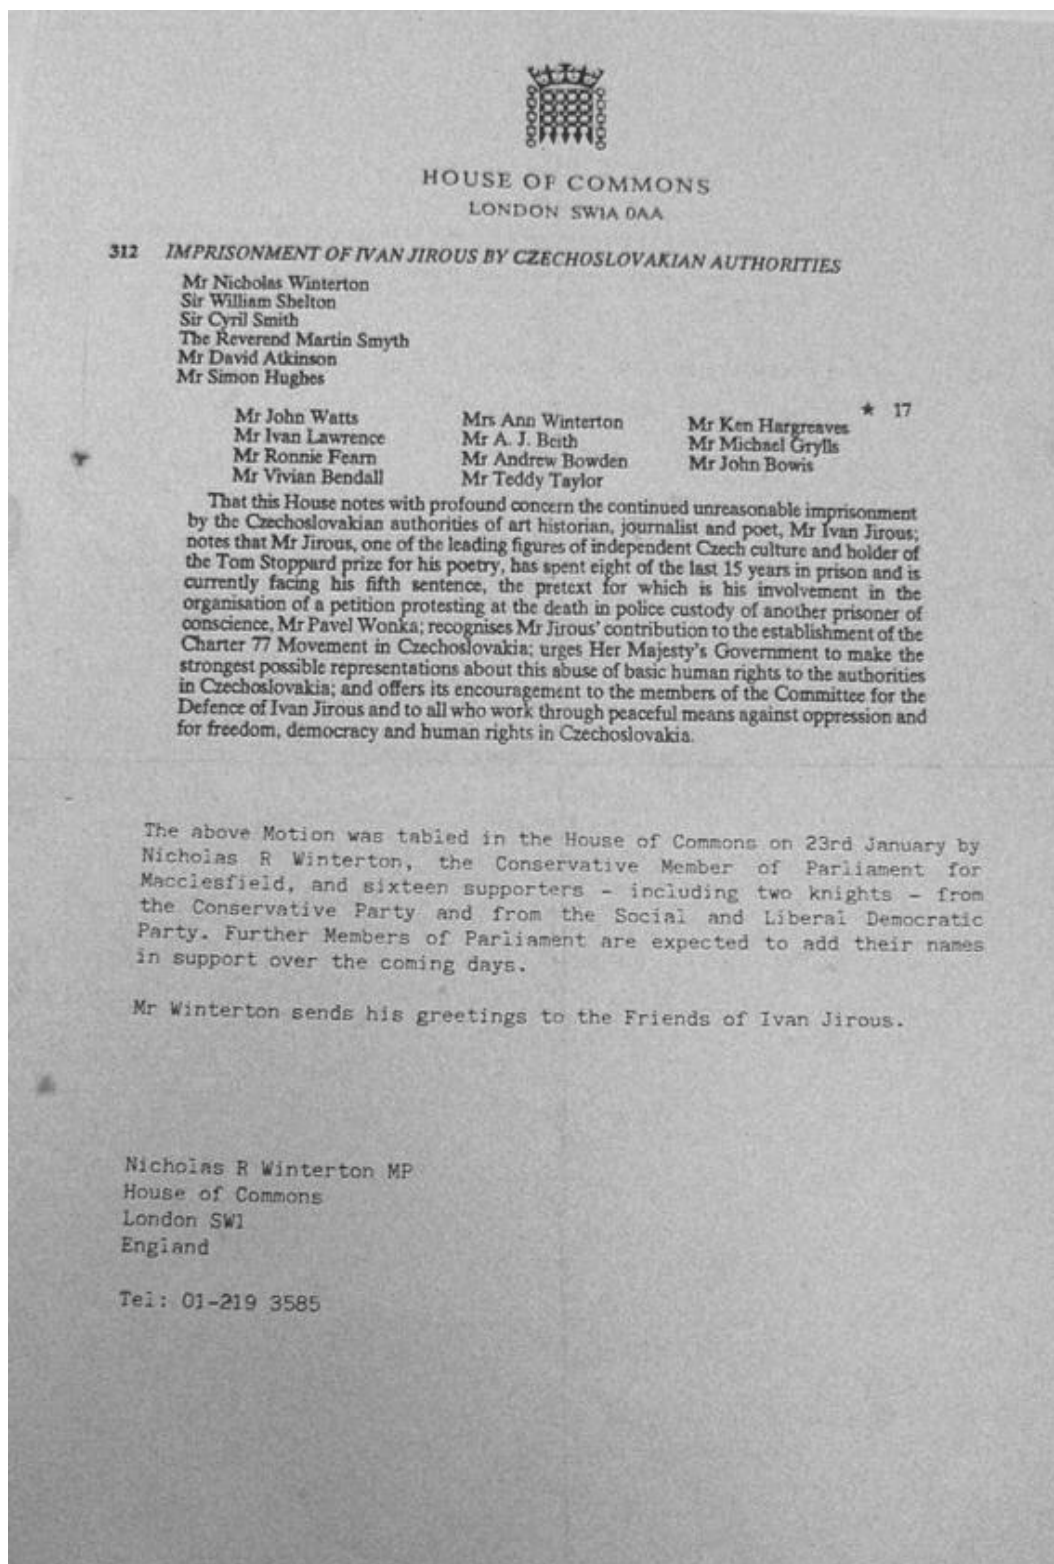 HOUSE OF COMMONS
LONDON SW1A 0AA
312 IMPRISONMENT OF IVAN JIROUS BY CZECHOSLOVAKIAN AUTHORITIES
Mr Nicholas Winterton
Sir William Shelton
Sir Cyril Smith
The Reverend Martin Smyth
Mr David Atkinson
Mr Simon Hughes
★ 17
Mr John Watts Mrs Ann Winterton Mr Ken Hargreaves
Mr Ivan Lawrence Mr A. J. Beith Mr Michael Grylls
Mr Ronnie Fearn Mr Andrew Bowden Mr John Bowis
Mr Vivian Bendall Mr Teddy Taylor
That this House notes with profound concern the continued unreasonable imprisonment
by the Czechoslovakian authorities of art historian, journalist and poet, Mr Ivan Jirous;
notes that Mr Jirous, one of the leading figures of independent Czech culture and holder of
the Tom Stoppard prize for his poetry, has spent eight of the last 15 years in prison and is
currently facing his fifth sentence, the pretext for which is his involvement in the
organisation of a petition protesting at the death in police custody of another prisoner of
conscience, Mr Pavel Wonka; recognises Mr Jirous' contribution to the establishment of the
Charter 77 Movement in Czechoslovakia; urges Her Majesty's Government to make the
strongest possible representations about this abuse of basic human rights to the authorities
in Czechoslovakia; and offers its encouragement to the members of the Committee for the
Defence of Ivan Jirous and to all who work through peaceful means against oppression and
for freedom, democracy and human rights in Czechoslovakia.
The above Motion was tabled in the House of Commons on 23rd January by
Nicholas R Winterton, the Conservative Member of Parliament for
Macclesfield, and sixteen supporters - including two knights - from
the Conservative Party and from the Social and Liberal Democratic
Party. Further Members of Parliament are expected to add their names
in support over the coming days.
Mr Winterton sends his greetings to the Friends of Ivan Jirous.
Nicholas R Winterton MP
House of Commons
London SW1
England
Tel: 01-219 3585